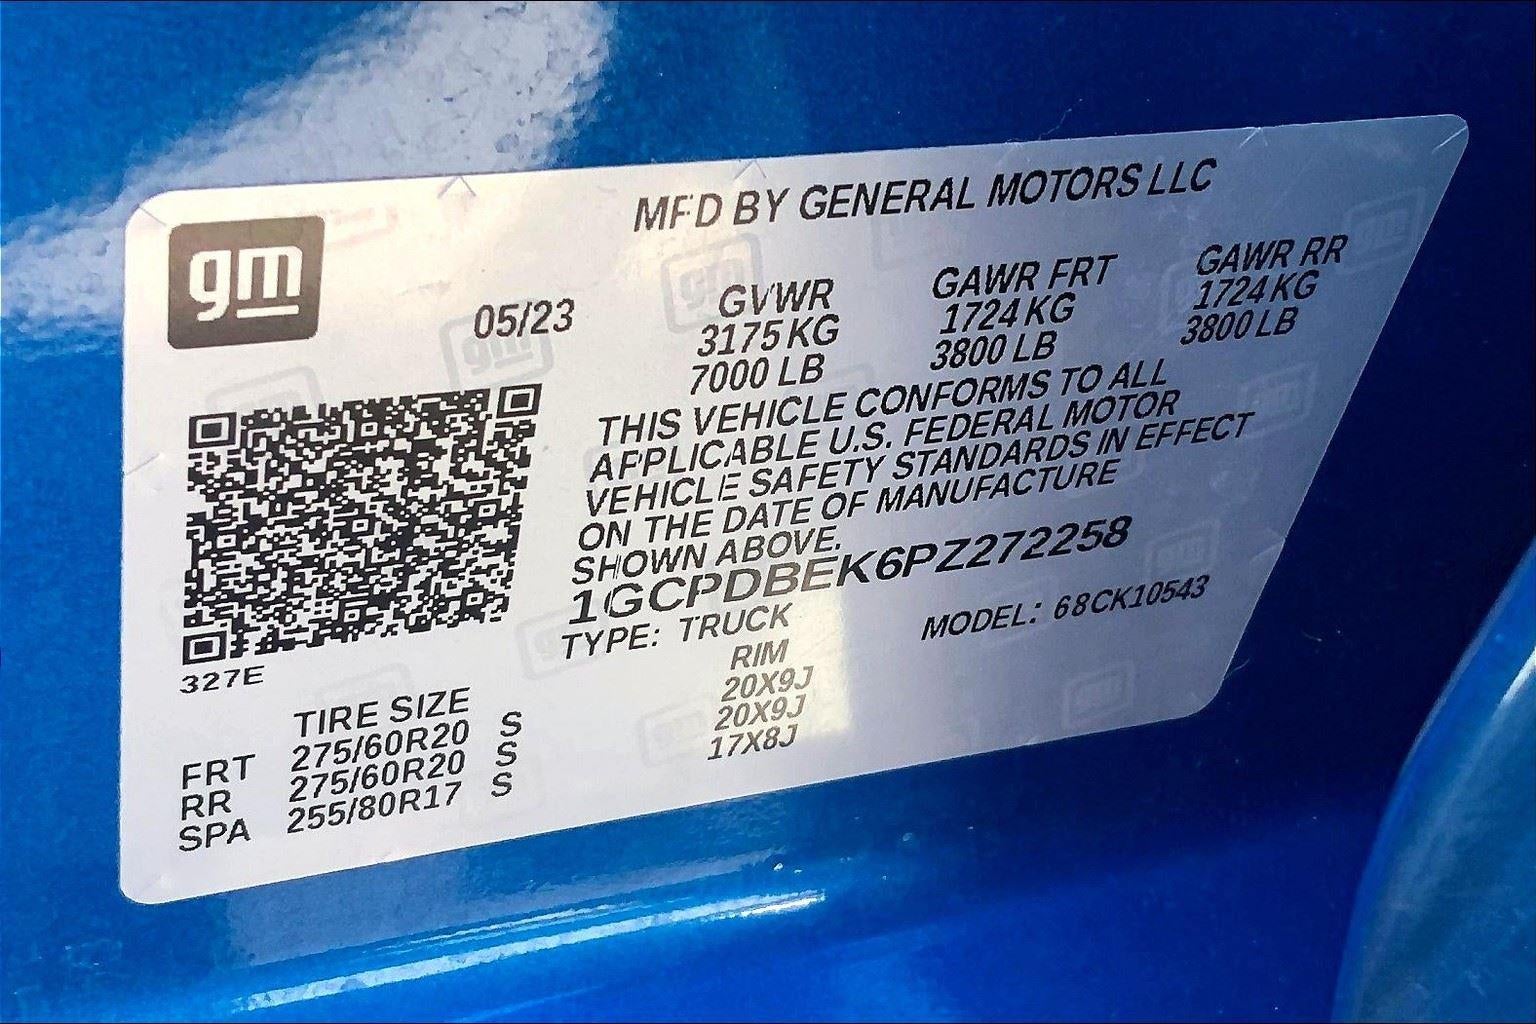 gm
MFD BY GENERAL MOTORS LLC
05/23
GVWR GAWR FRT GAWR RR
3175 KG 1724 KG 1724 KG
7000 LB 3800 LB 3800 LB
THIS VEHICLE CONFORMS TO ALL
APPLICABLE U.S. FEDERAL MOTOR
VEHICLE SAFETY STANDARDS IN EFFECT
ON THE DATE OF MANUFACTURE
SHOWN ABOVE.
1GCPDBEK6PZ272258
TYPE: TRUCK MODEL: 68CK10543
327E
TIRE SIZE RIM
FRT 275/60R20 S 20X9J
RR 275/60R20 S 20X9J
SPA 255/80R17 S 17X8J